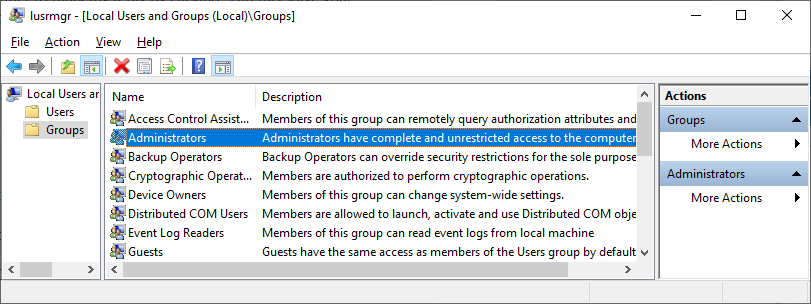 lusrmgr - [Local Users and Groups (Local)\Groups]
File Action View Help
Local Users ar
Users
Groups
Name Description
Access Control Assist... Members of this group can remotely query authorization attributes and
Administrators Administrators have complete and unrestricted access to the computer
Backup Operators Backup Operators can override security restrictions for the sole purpose
Cryptographic Operat... Members are authorized to perform cryptographic operations.
Device Owners Members of this group can change system-wide settings.
Distributed COM Users Members are allowed to launch, activate and use Distributed COM obje
Event Log Readers Members of this group can read event logs from local machine
Guests Guests have the same access as members of the Users group by default
Actions
Groups
More Actions
Administrators
More Actions